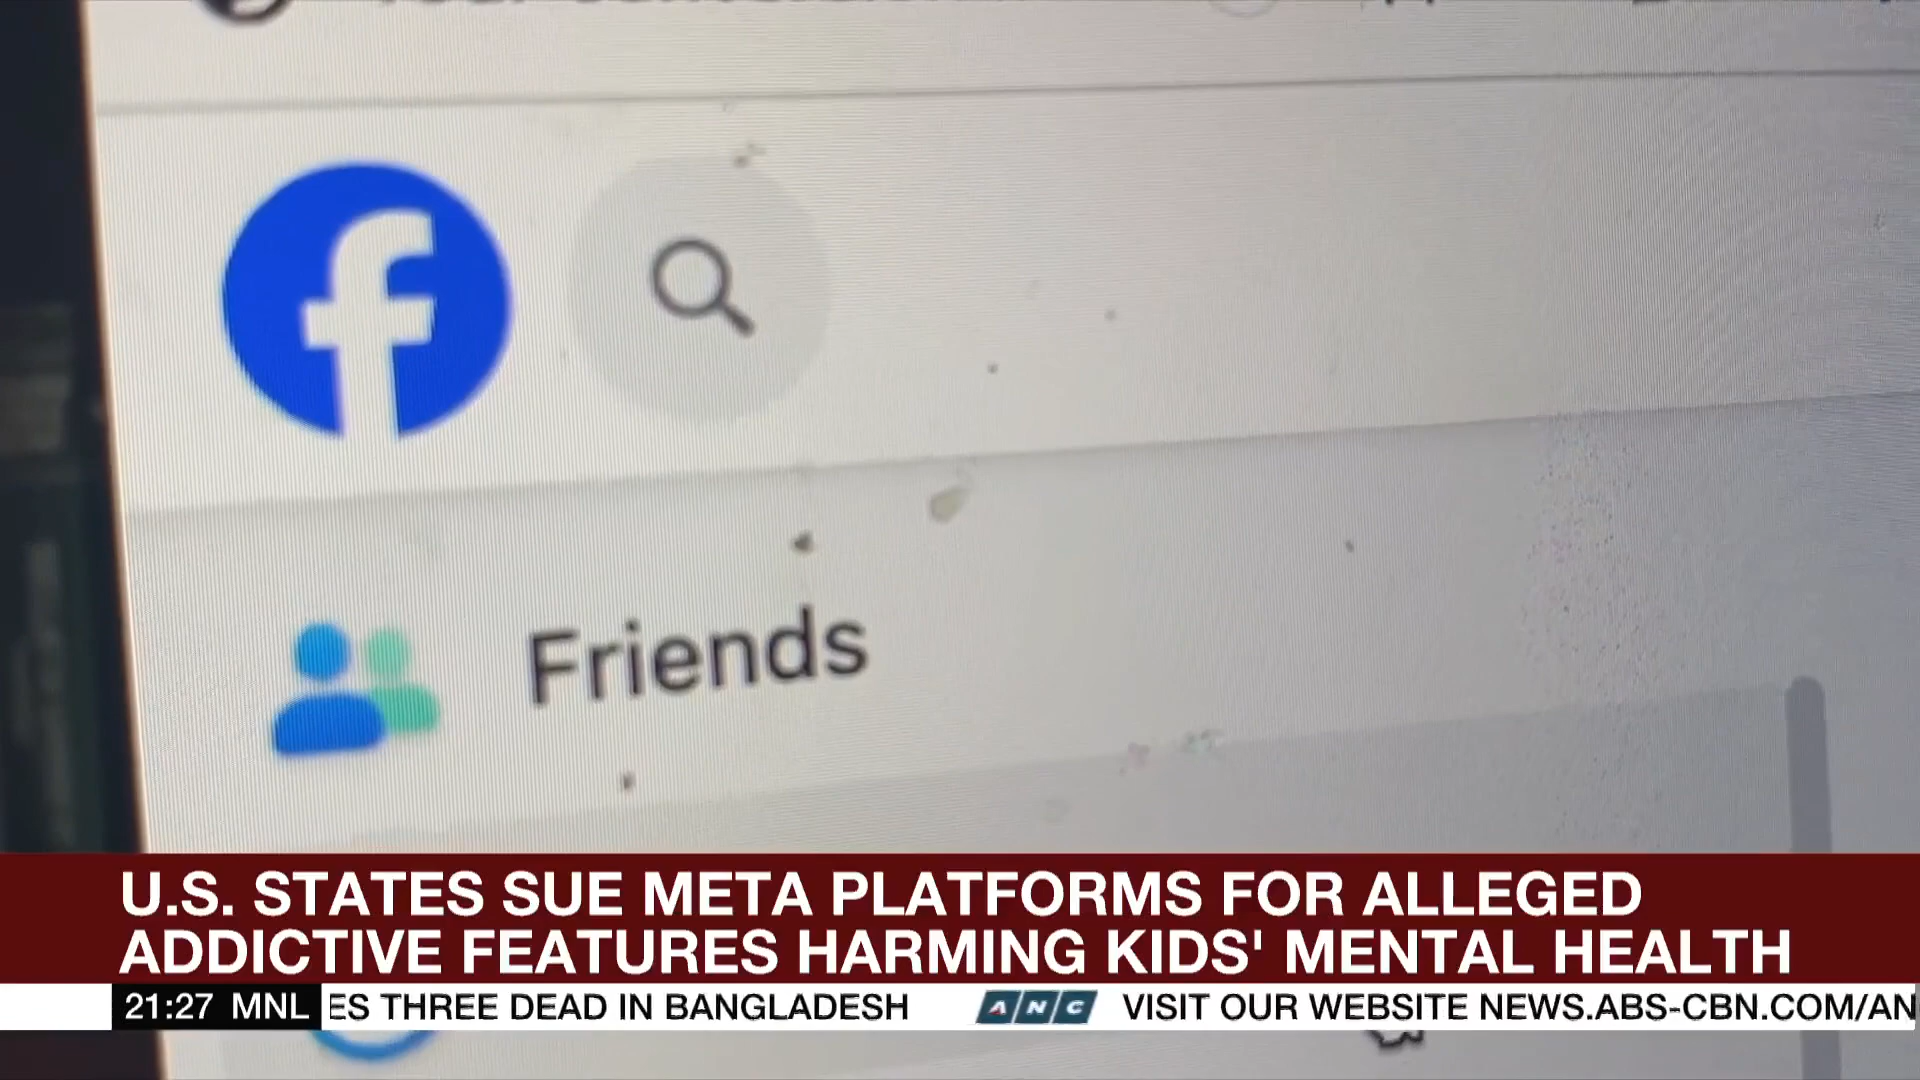 f
Friends
U.S. STATES SUE META PLATFORMS FOR ALLEGED
ADDICTIVE FEATURES HARMING KIDS' MENTAL HEALTH
21:27 MNL ES THREE DEAD IN BANGLADESH ANC VISIT OUR WEBSITE NEWS.ABS-CBN.COM/AN